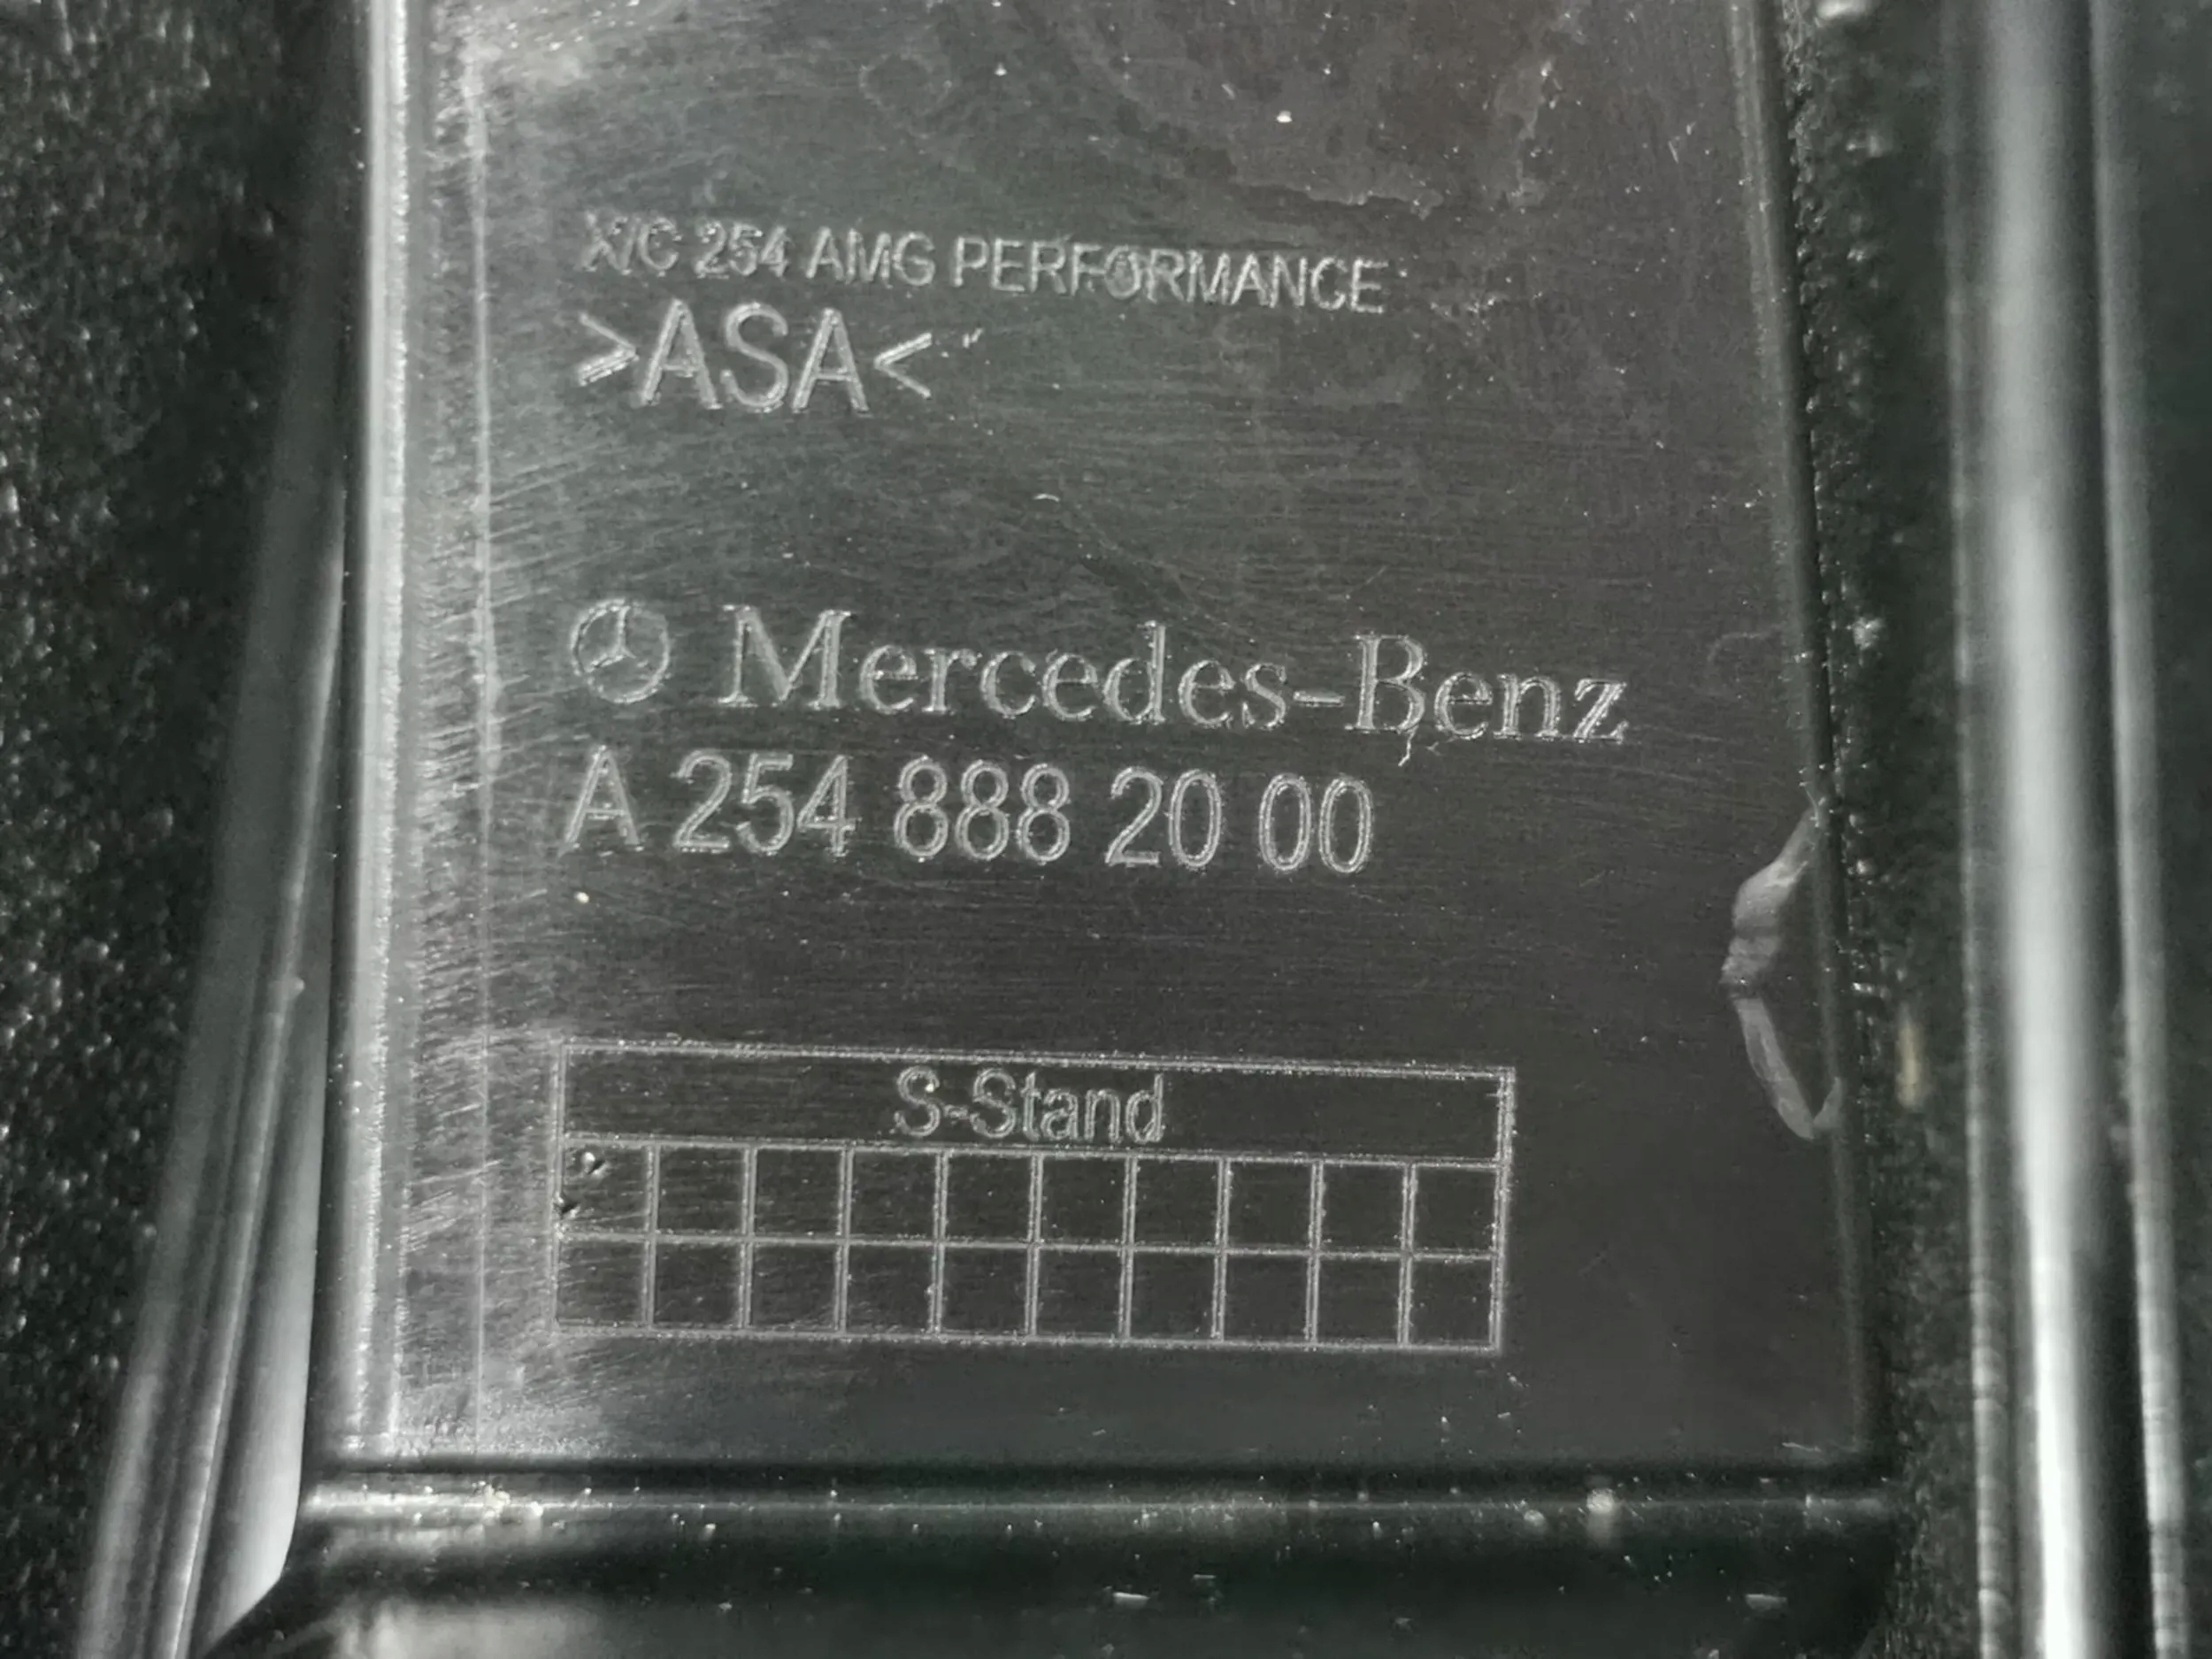 X/C 254 AMG PERFORMANCE
>ASA<
Mercedes-Benz
A 254 888 20 00
S-Stand